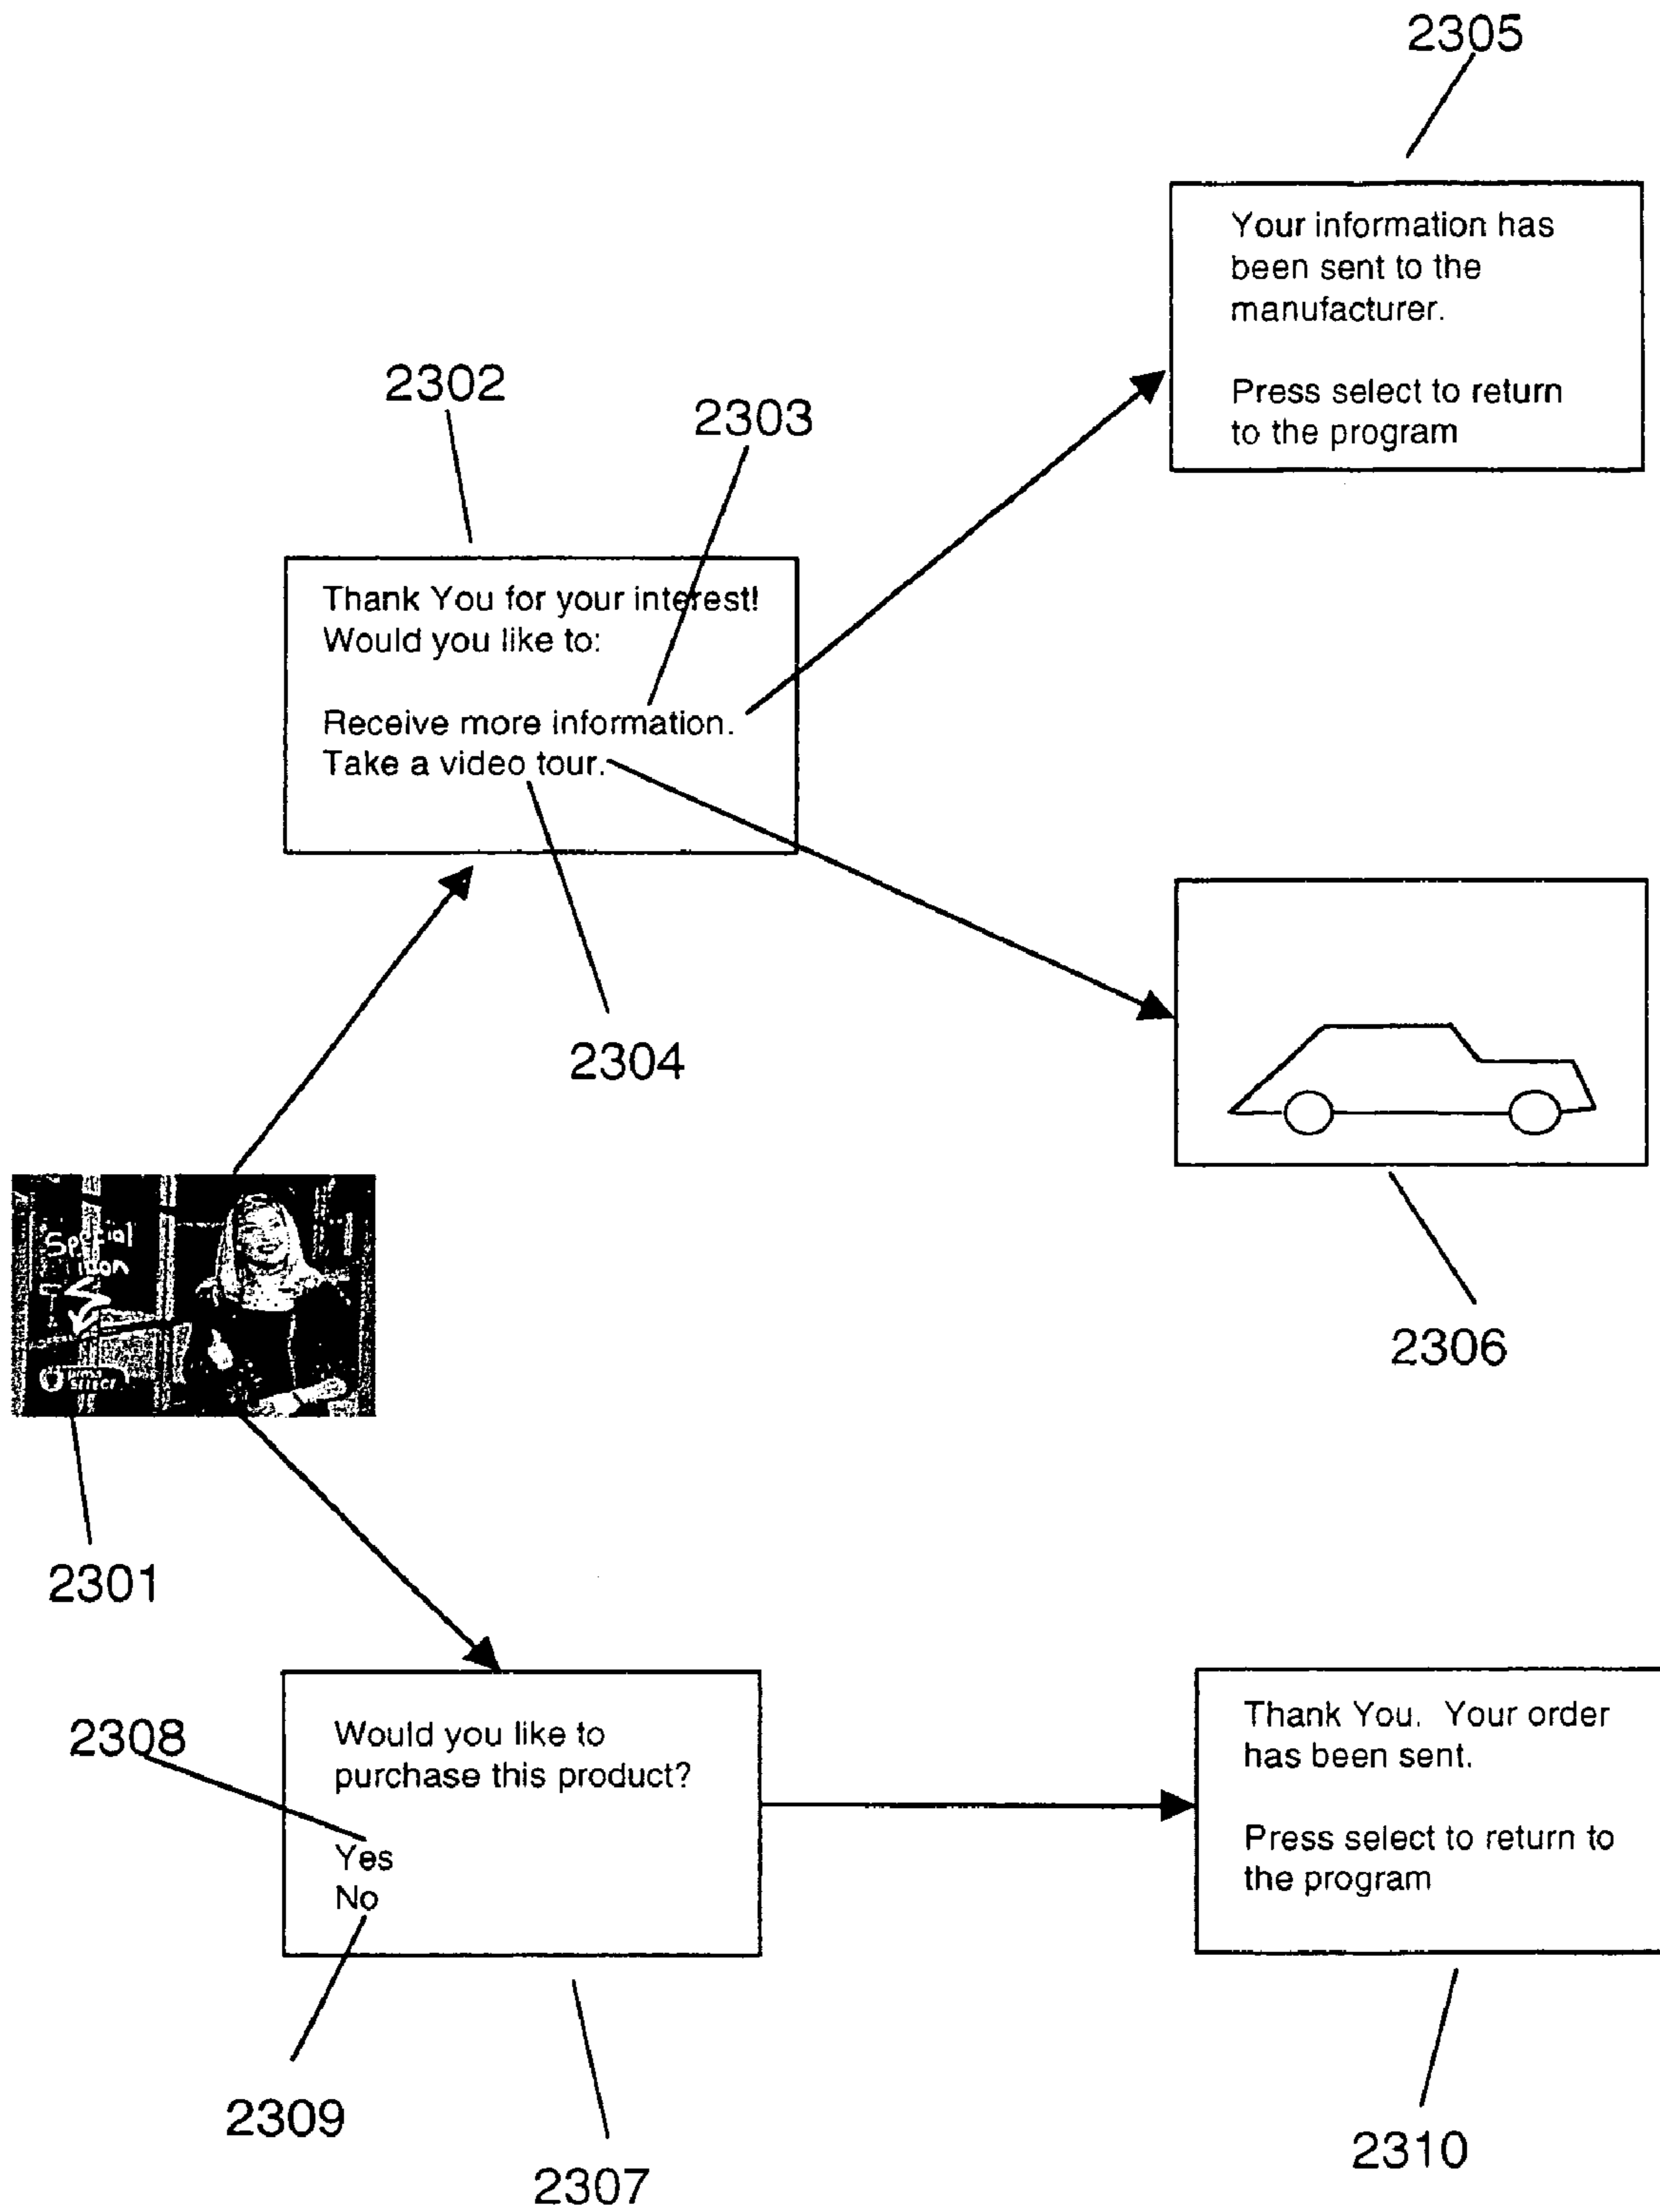 2305
Your information has
been sent to the
manufacturer.
Press select to return
to the program
2302
2303
Thank You for your interest!
Would you like to:
Receive more information.
Take a video tour.
2304
2306
Special
press
SELECT
2301
2308
Would you like to
purchase this product?
Yes
No
2309
2307
Thank You. Your order
has been sent.
Press select to return to
the program
2310